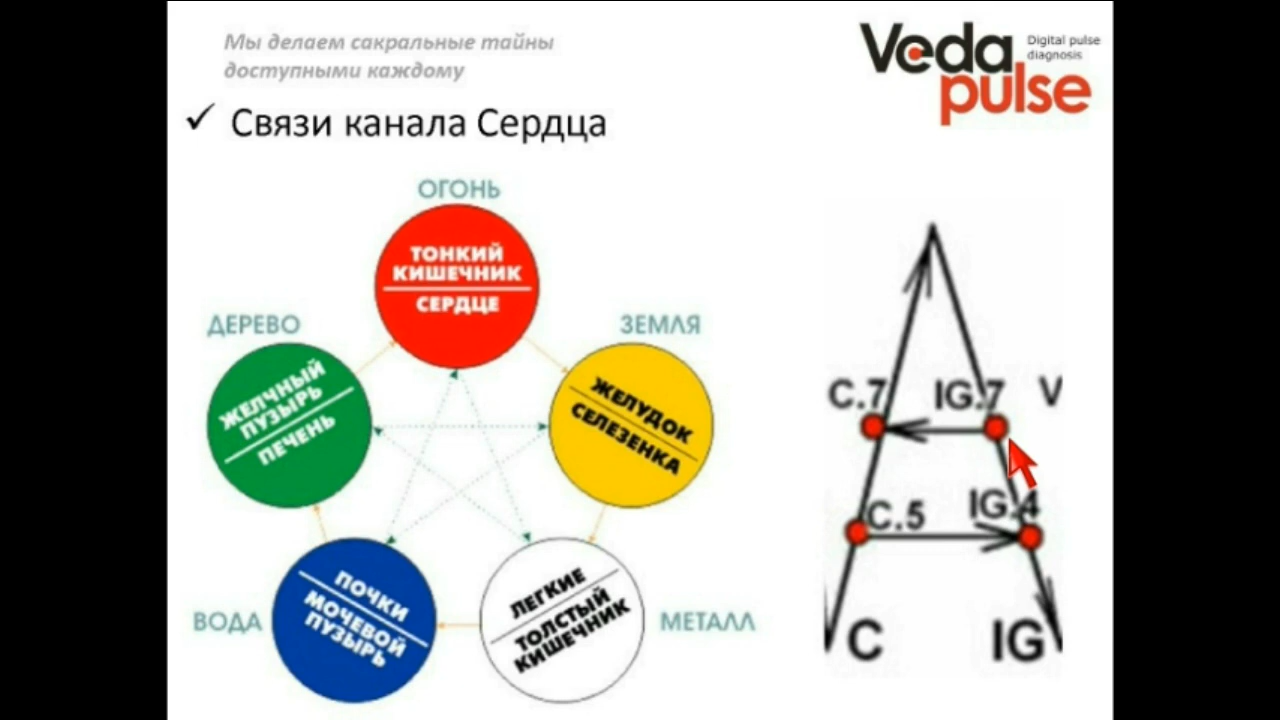 Мы делаем сакральные тайны
доступными каждому
Veda
pulse
Digital pulse
diagnosis
✓ Связи канала Сердца
ОГОНЬ
ТОНКИЙ
КИШЕЧНИК
СЕРДЦЕ
ДЕРЕВО
ЖЕЛЧНЫЙ
ПУЗЫРЬ
ПЕЧЕНЬ
ЗЕМЛЯ
ЖЕЛУДОК
СЕЛЕЗЕНКА
ВОДА
ПОЧКИ
МОЧЕВОЙ
ПУЗЫРЬ
ЛЕГКИЕ
ТОЛСТЫЙ
КИШЕЧНИК
МЕТАЛЛ
C.7
IG.7
V
C.5
IG.4
C
IG